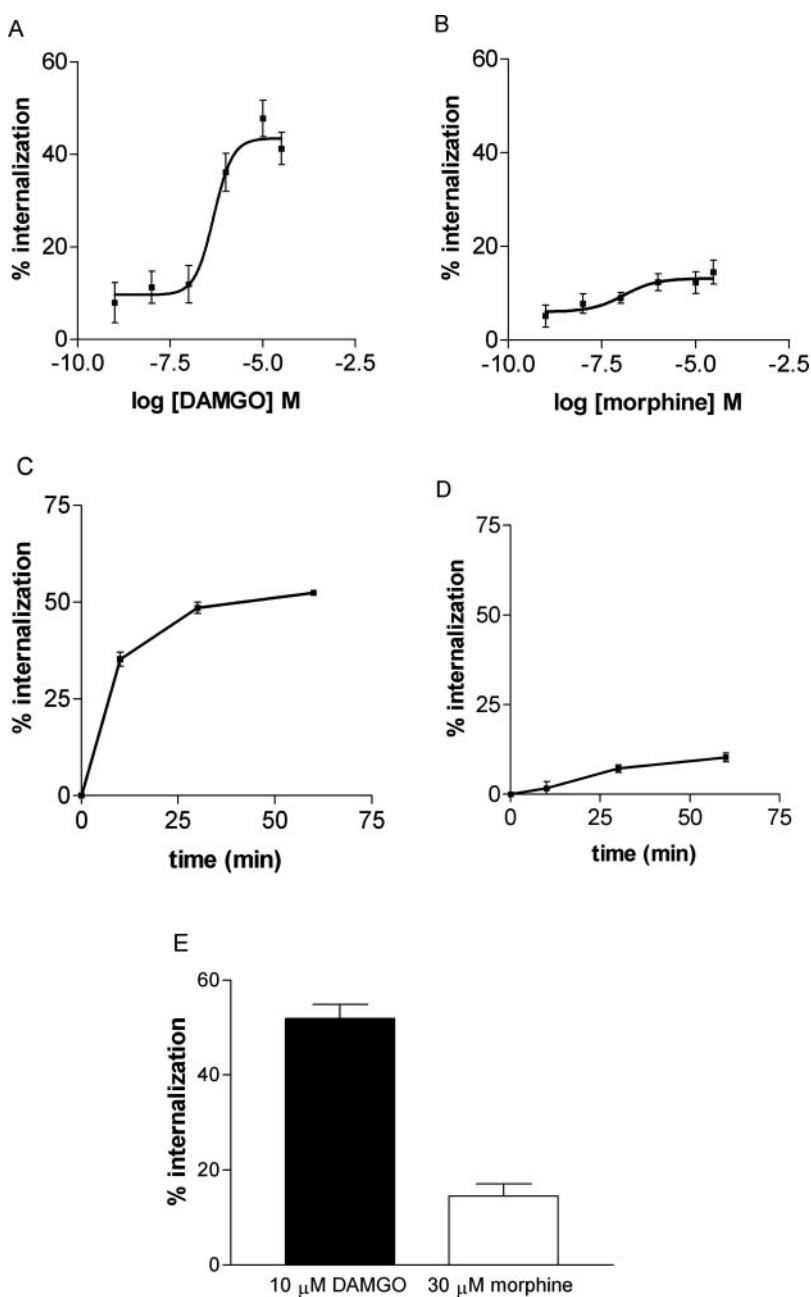 A
60
40
20
0
% internalization
-10.0 -7.5 -5.0 -2.5
log [DAMGO] M
B
60
40
20
0
% internalization
-10.0 -7.5 -5.0 -2.5
log [morphine] M
C
75
50
25
0
% internalization
0 25 50 75
time (min)
D
75
50
25
0
% internalization
0 25 50 75
time (min)
E
60
40
20
0
% internalization
10 μM DAMGO 30 μM morphine